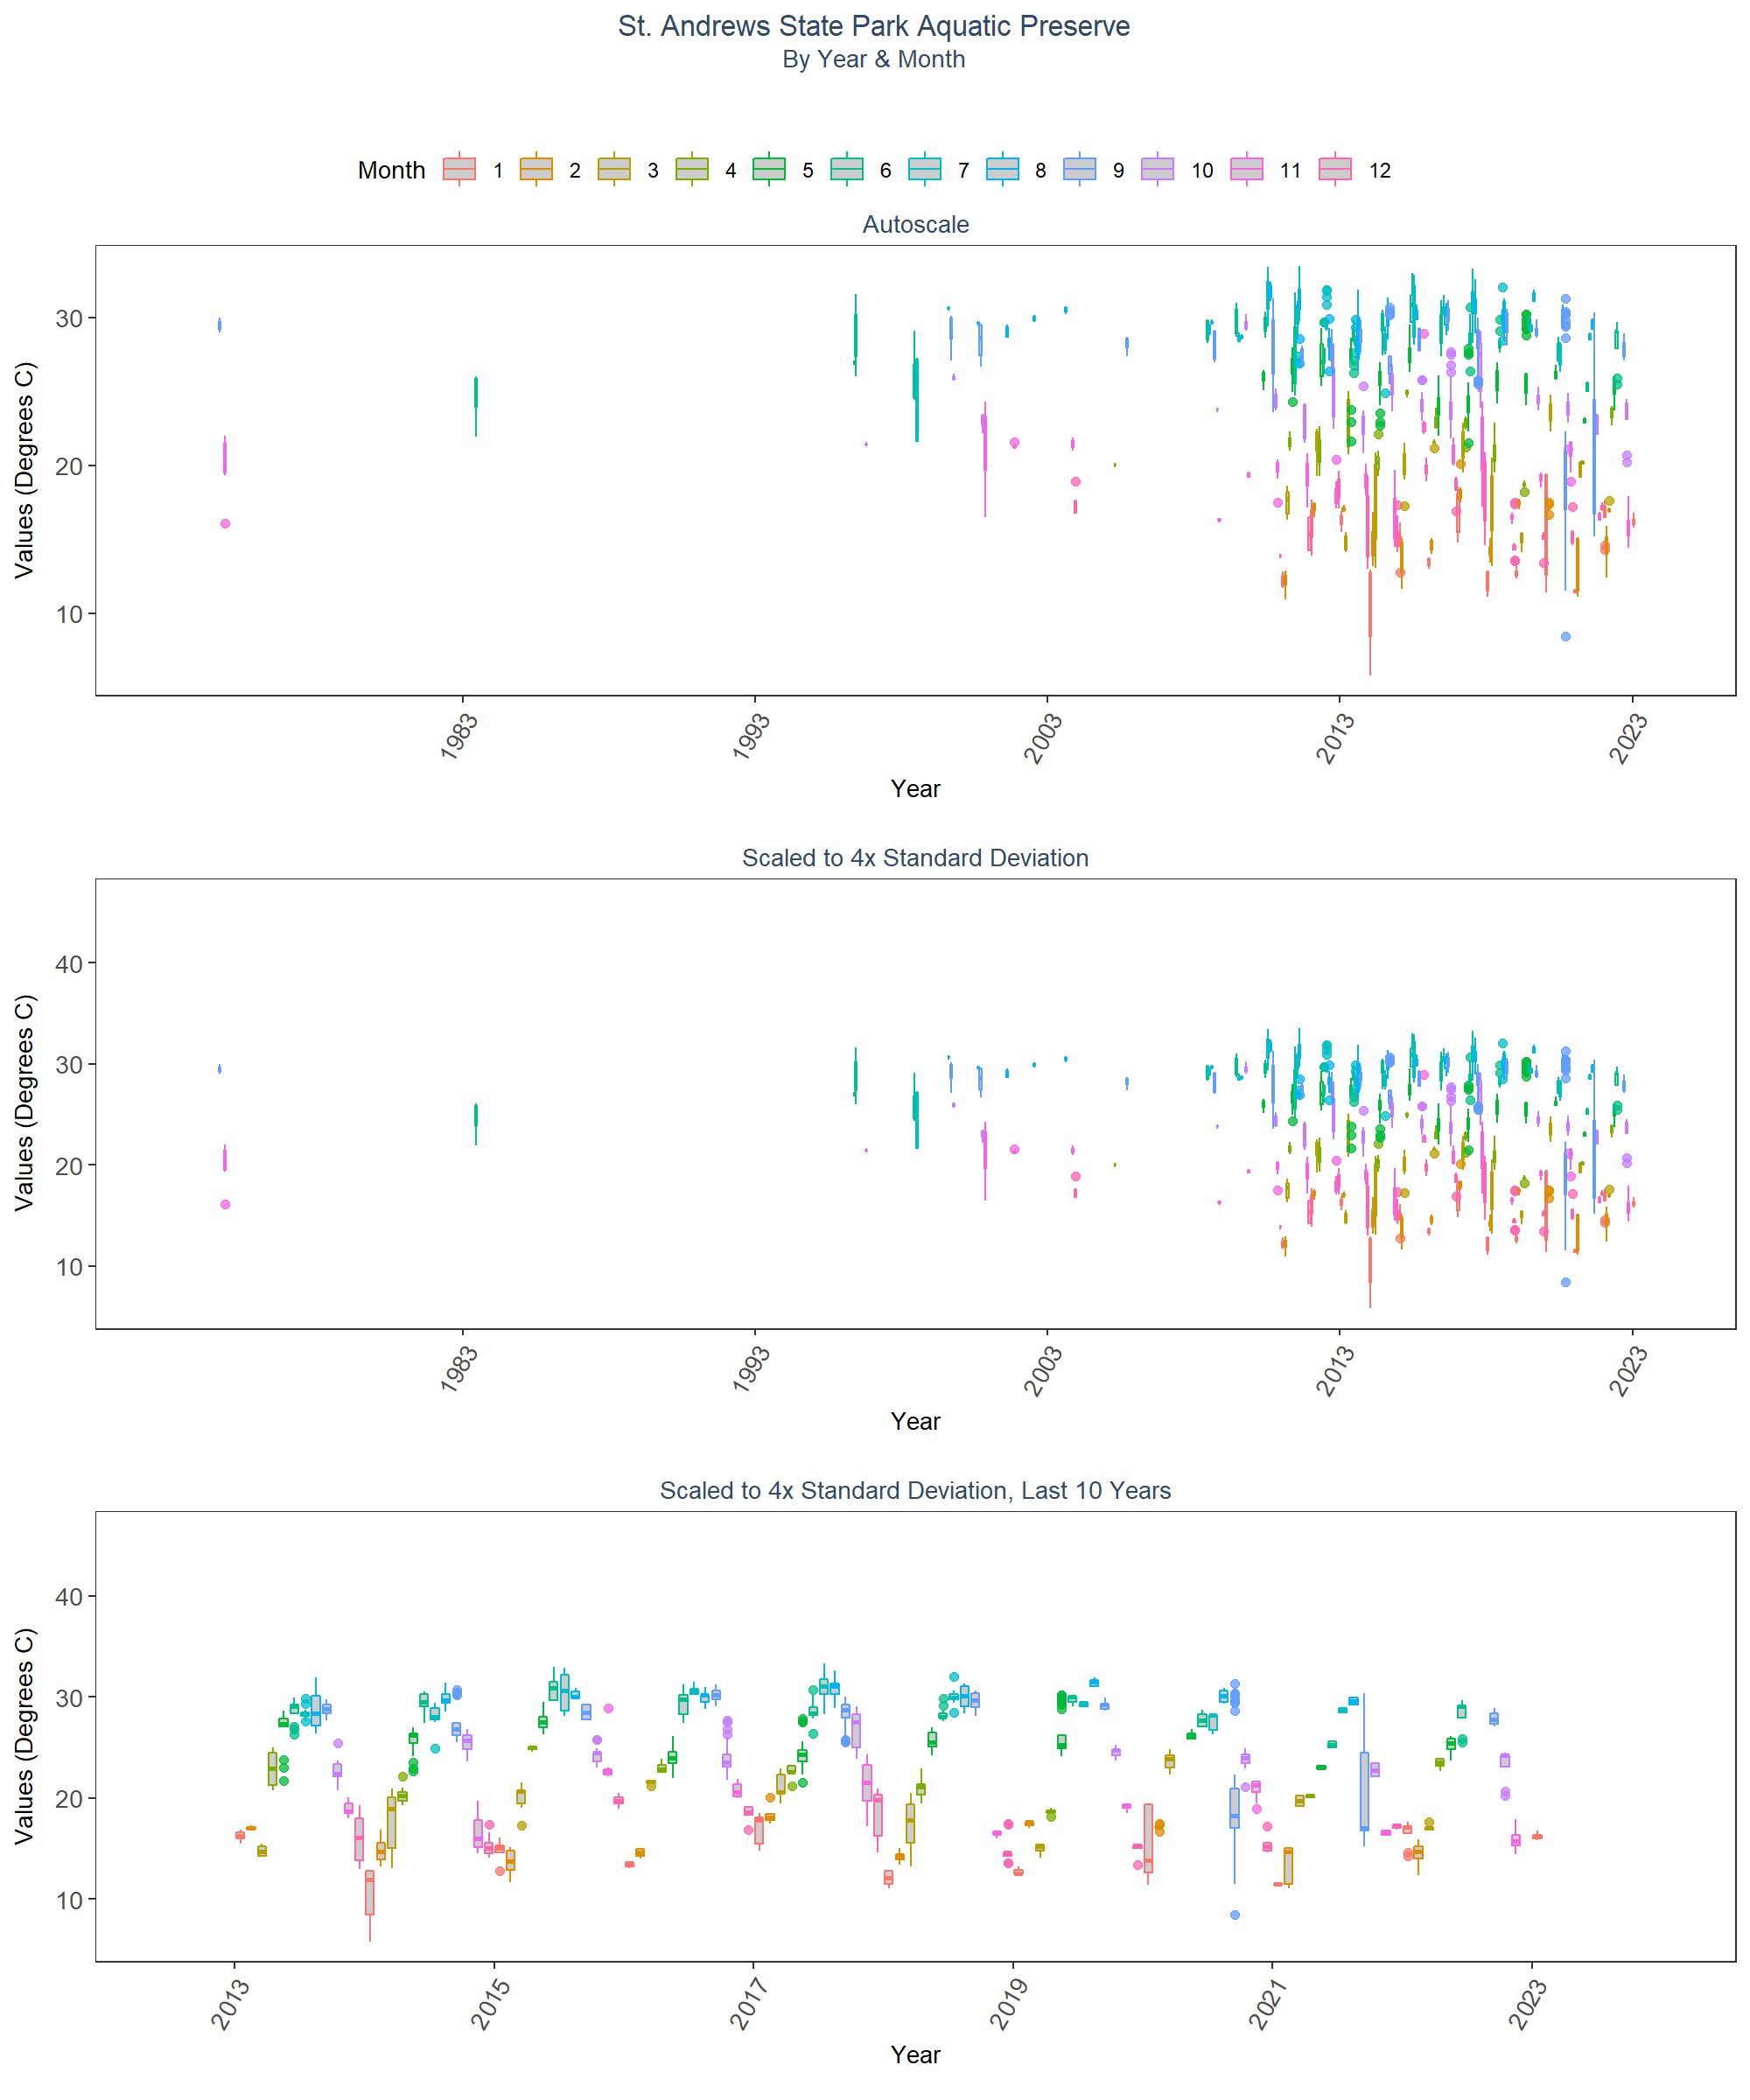 St. Andrews State Park Aquatic Preserve
By Year & Month
Month 1 2 3 4 5 6 7 8 9 10 11 12
Autoscale
Values (Degrees C)
30
20
10
1983 1993 2003 2013 2023
Year
Scaled to 4x Standard Deviation
Values (Degrees C)
40
30
20
10
1983 1993 2003 2013 2023
Year
Scaled to 4x Standard Deviation, Last 10 Years
Values (Degrees C)
40
30
20
10
2013 2015 2017 2019 2021 2023
Year